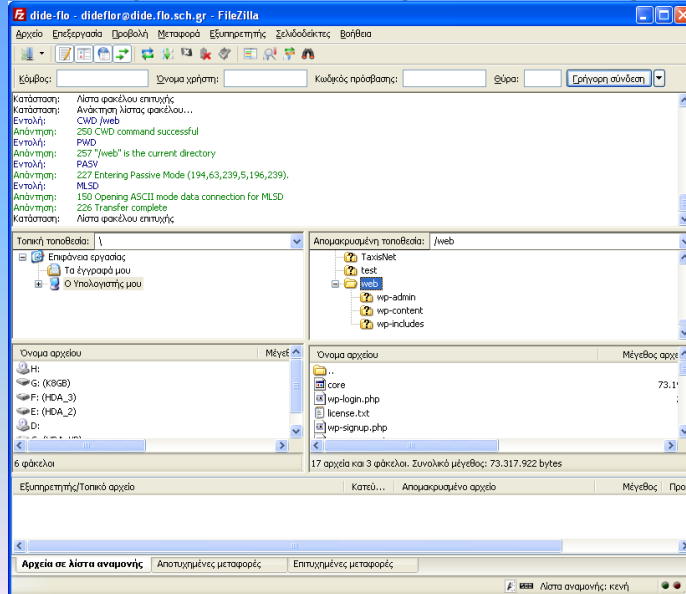 dide-flo - dideflor@dide.flo.sch.gr - FileZilla
Αρχείο Επεξεργασία Προβολή Μεταφορά Εξυπηρετητής Σελιδοδείκτες Βοήθεια
Κόμβος: Όνομα χρήστη: Κωδικός πρόσβασης: Θύρα: Γρήγορη σύνδεση
Κατάσταση: Λίστα φακέλου επιτυχής
Κατάσταση: Ανάκτηση λίστας φακέλου...
Εντολή: CWD /web
Απάντηση: 250 CWD command successful
Εντολή: PWD
Απάντηση: 257 "/web" is the current directory
Εντολή: PASV
Απάντηση: 227 Entering Passive Mode (194,63,239,5,196,239).
Εντολή: MLSD
Απάντηση: 150 Opening ASCII mode data connection for MLSD
Απάντηση: 226 Transfer complete
Κατάσταση: Λίστα φακέλου επιτυχής
Τοπική τοποθεσία: \
Επιφάνεια εργασίας
Τα έγγραφά μου
Ο Υπολογιστής μου
Απομακρυσμένη τοποθεσία: /web
TaxisNet
test
web
wp-admin
wp-content
wp-includes
Όνομα αρχείου Μέγεθ
H:
G: (K8GB)
F: (HDA_3)
E: (HDA_2)
D:
6 φάκελοι
Όνομα αρχείου Μέγεθος αρχε
..
core 73.1
wp-login.php
license.txt
wp-signup.php
17 αρχεία και 3 φάκελοι. Συνολικό μέγεθος: 73.317.922 bytes
Εξυπηρετητής/Τοπικό αρχείο Κατεύ... Απομακρυσμένο αρχείο Μέγεθος Προ
Αρχεία σε λίστα αναμονής Αποτυχημένες μεταφορές Επιτυχημένες μεταφορές
Λίστα αναμονής: κενή